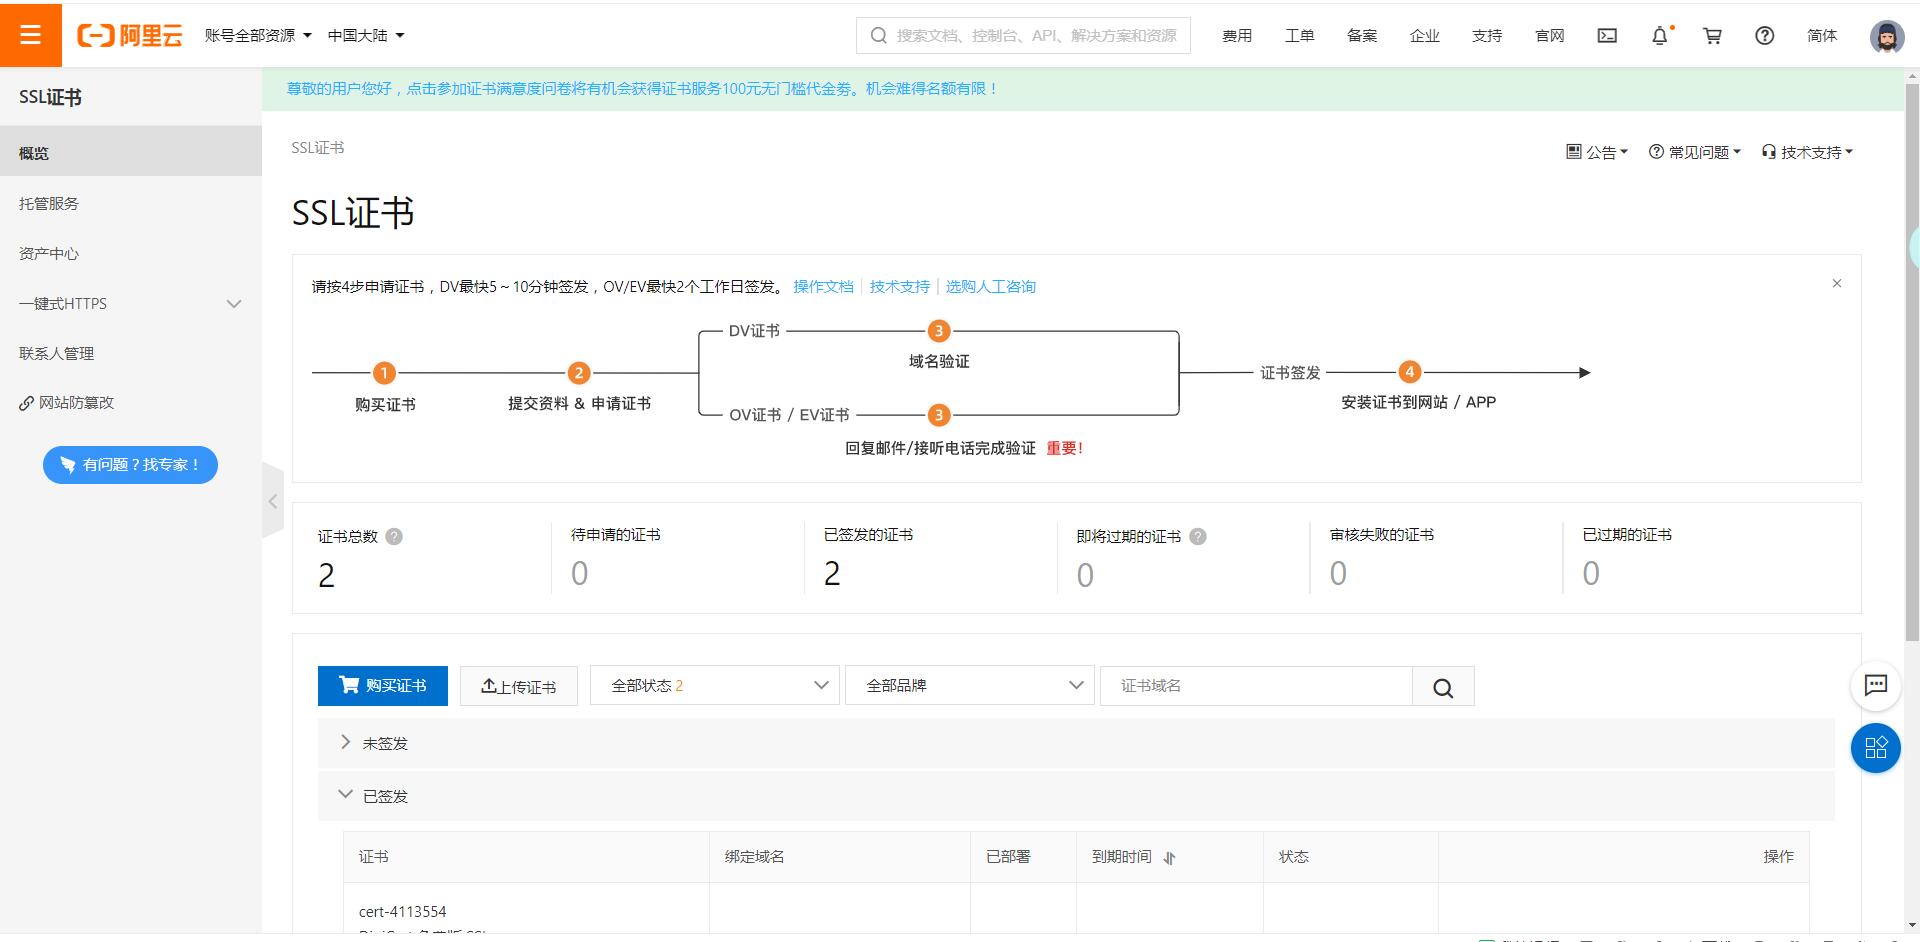 阿里云 账号全部资源 中国大陆 搜索文档、控制台、API、解决方案和资源 费用 工单 备案 企业 支持 官网 简体
SSL证书
尊敬的用户您好，点击参加证书满意度问卷将有机会获得证书服务100元无门槛代金劵。机会难得名额有限！
概览
托管服务
资产中心
一键式HTTPS
联系人管理
网站防篡改
有问题？找专家！
SSL证书
公告 常见问题 技术支持
SSL证书
请按4步申请证书，DV最快5～10分钟签发，OV/EV最快2个工作日签发。 操作文档 技术支持 选购人工咨询
DV证书 3
域名验证
1 2 证书签发 4
购买证书 提交资料 & 申请证书 安装证书到网站 / APP
OV证书 / EV证书 3
回复邮件/接听电话完成验证 重要!
证书总数 ? 待申请的证书 已签发的证书 即将过期的证书 ? 审核失败的证书 已过期的证书
2 0 2 0 0 0
购买证书 上传证书 全部状态 2 全部品牌 证书域名
未签发
已签发
证书 绑定域名 已部署 到期时间 状态 操作
cert-4113554